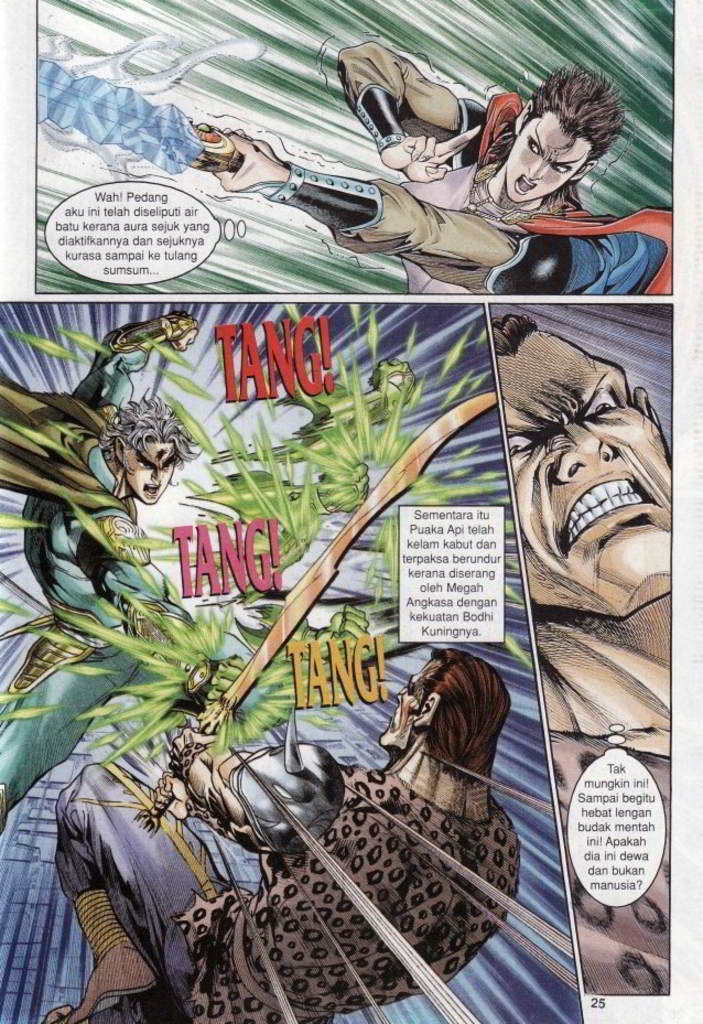 Wah! Pedang
aku ini telah diseliputi air
batu kerana aura sejuk yang
diaktifkannya dan sejuknya
kurasa sampai ke tulang
sumsum...
TANG!
TANG!
TANG!
Sementara itu
Puaka Api telah
kelam kabut dan
terpaksa berundur
kerana diserang
oleh Megah
Angkasa dengan
kekuatan Bodhi
Kuningnya.
Tak
mungkin ini!
Sampai begitu
hebat lengan
budak mentah
ini! Apakah
dia ini dewa
dan bukan
manusia?
25